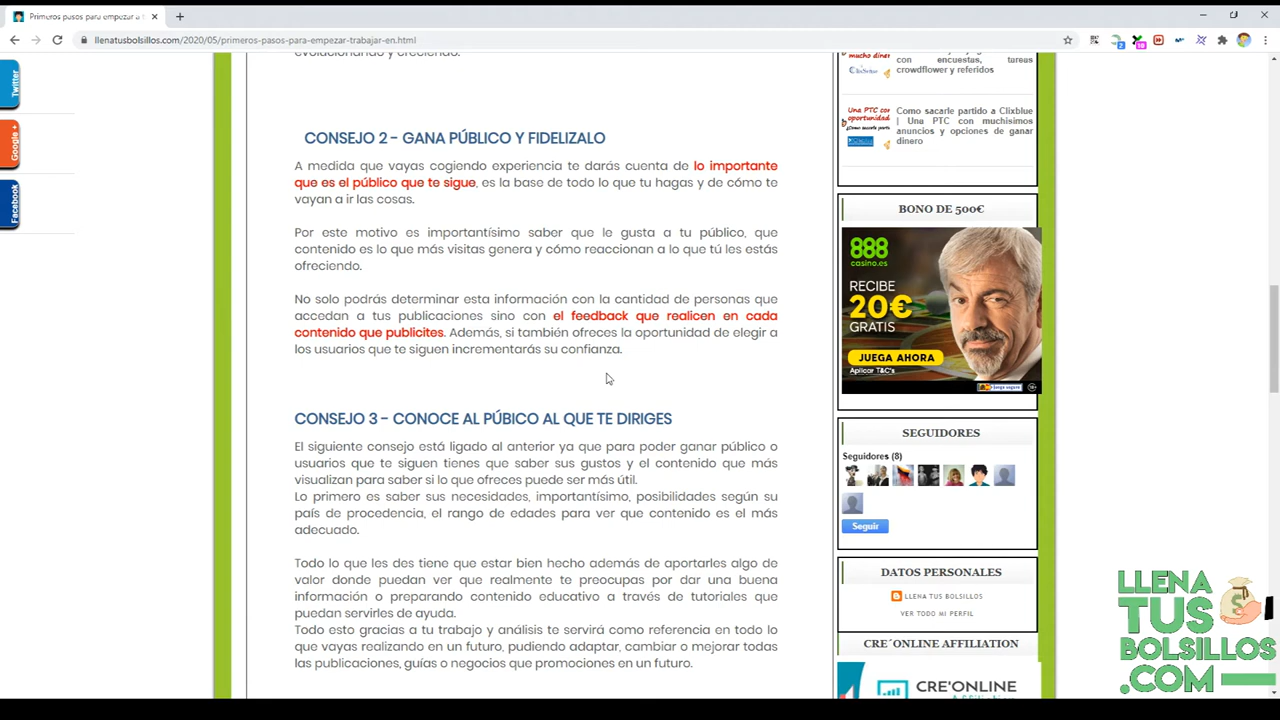 Primeros pasos para empezar a t
llenatusbolsillos.com/2020/05/primeros-pasos-para-empezar-trabajar-en.html
Twitter
Google +
Facebook
evolucionando y creciendo.
CONSEJO 2 - GANA PÚBLICO Y FIDELIZALO
A medida que vayas cogiendo experiencia te darás cuenta de lo importante
que es el público que te sigue, es la base de todo lo que tu hagas y de cómo te
vayan a ir las cosas.
Por este motivo es importantísimo saber que le gusta a tu público, que
contenido es lo que más visitas genera y cómo reaccionan a lo que tú les estás
ofreciendo.
No solo podrás determinar esta información con la cantidad de personas que
accedan a tus publicaciones sino con el feedback que realicen en cada
contenido que publicites. Además, si también ofreces la oportunidad de elegir a
los usuarios que te siguen incrementarás su confianza.
CONSEJO 3 - CONOCE AL PÚBICO AL QUE TE DIRIGES
El siguiente consejo está ligado al anterior ya que para poder ganar público o
usuarios que te siguen tienes que saber sus gustos y el contenido que más
visualizan para saber si lo que ofreces puede ser más útil.
Lo primero es saber sus necesidades, importantísimo, posibilidades según su
país de procedencia, el rango de edades para ver que contenido es el más
adecuado.
Todo lo que les des tiene que estar bien hecho además de aportarles algo de
valor donde puedan ver que realmente te preocupas por dar una buena
información o preparando contenido educativo a través de tutoriales que
puedan servirles de ayuda.
Todo esto gracias a tu trabajo y análisis te servirá como referencia en todo lo
que vayas realizando en un futuro, pudiendo adaptar, cambiar o mejorar todas
las publicaciones, guías o negocios que promociones en un futuro.
mucho diner
con encuestas, tareas
crowdflower y referidos
Una PTC con
oportunidad
Como sacarle partido a Clixblue
| Una PTC con muchisimos
anuncios y opciones de ganar
dinero
BONO DE 500€
888
casino.es
RECIBE
20€
GRATIS
JUEGA AHORA
Aplicar T&C's
SEGUIDORES
Seguidores (8)
Seguir
DATOS PERSONALES
LLENA TUS BOLSILLOS
VER TODO MI PERFIL
CRE´ONLINE AFFILIATION
CRE'ONLINE
LLENA
TUS
BOLSILLOS
.COM